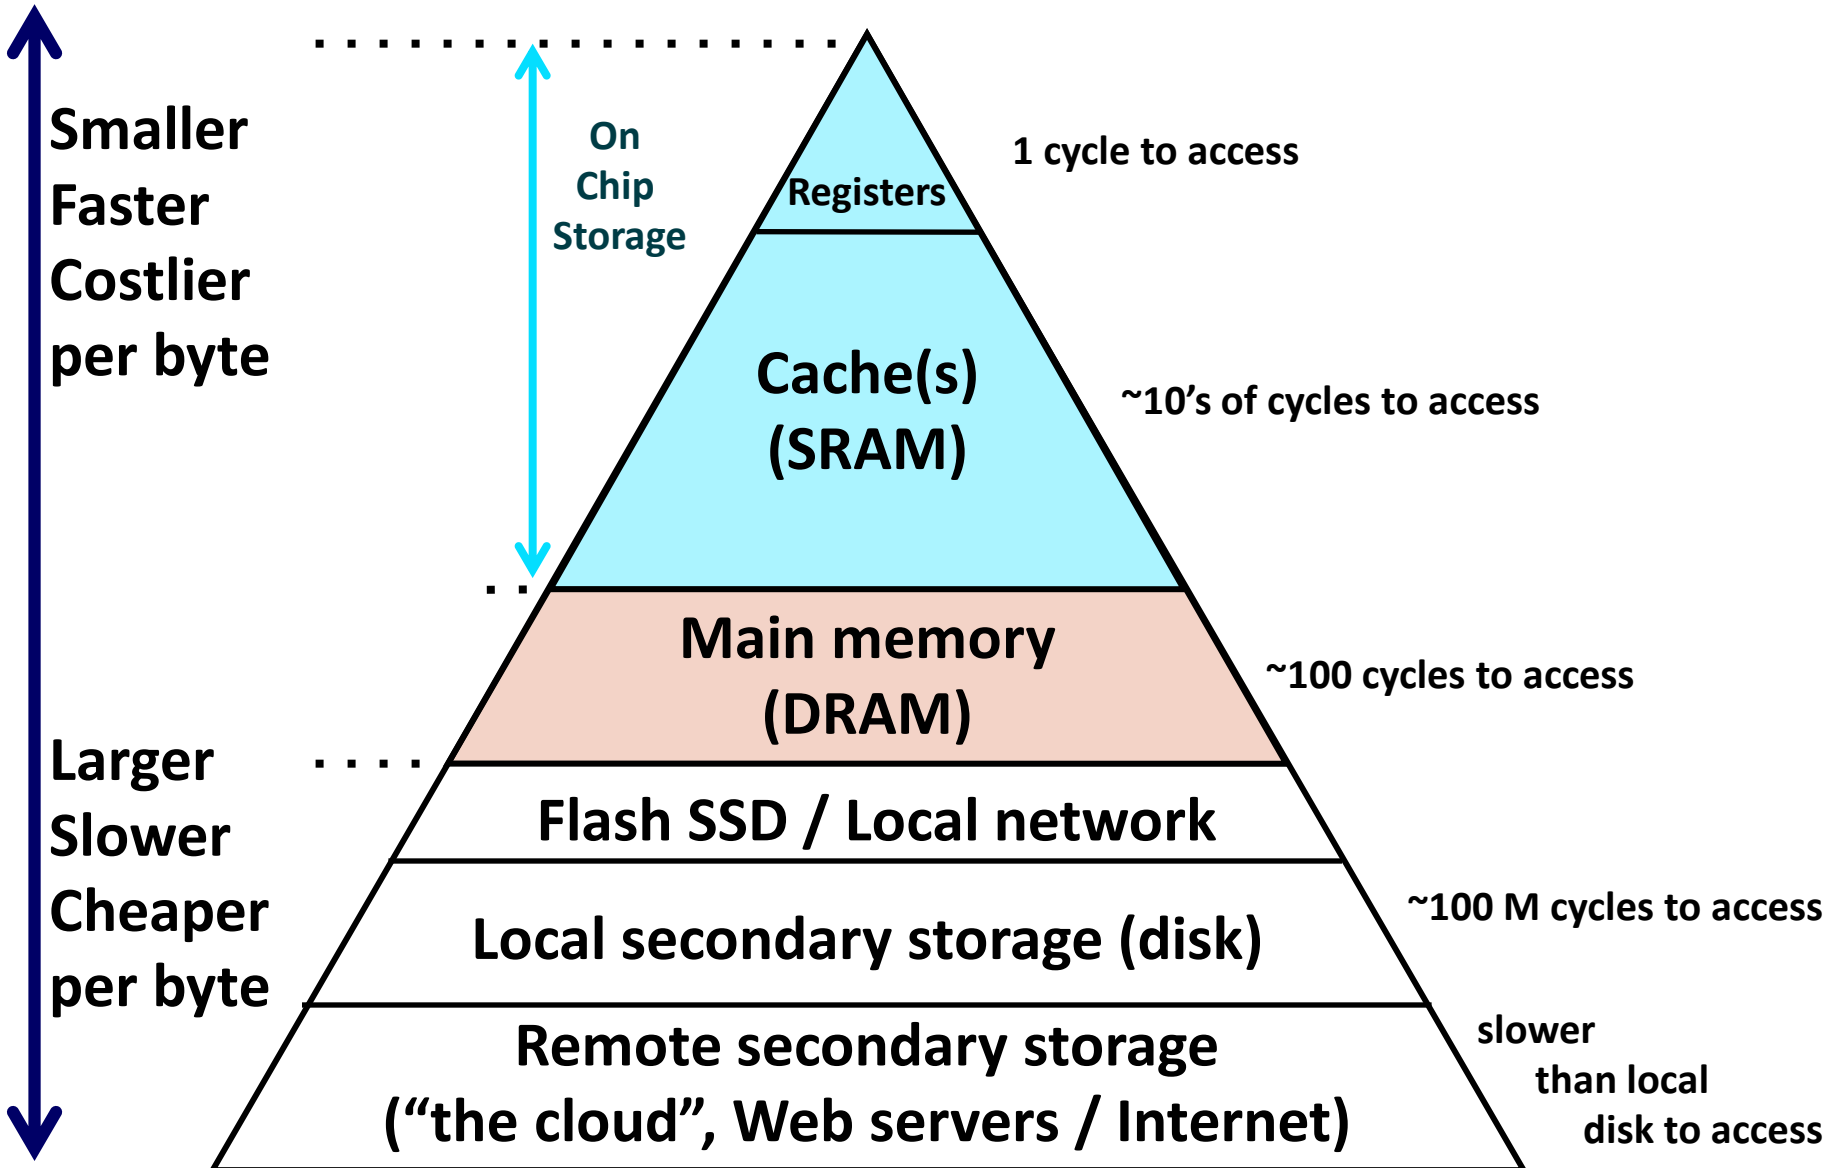 Smaller
Faster
Costlier
per byte
On
Chip
Storage
Registers
1 cycle to access
Cache(s)
(SRAM)
~10’s of cycles to access
Main memory
(DRAM)
~100 cycles to access
Larger
Slower
Cheaper
per byte
Flash SSD / Local network
Local secondary storage (disk)
~100 M cycles to access
Remote secondary storage
(“the cloud”, Web servers / Internet)
slower
than local
disk to access